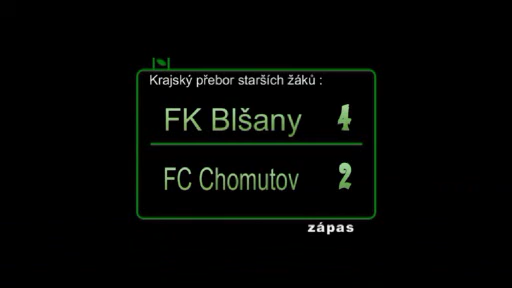 Krajský přebor starších žáků :
FK Blšany 4
FC Chomutov 2
zápas